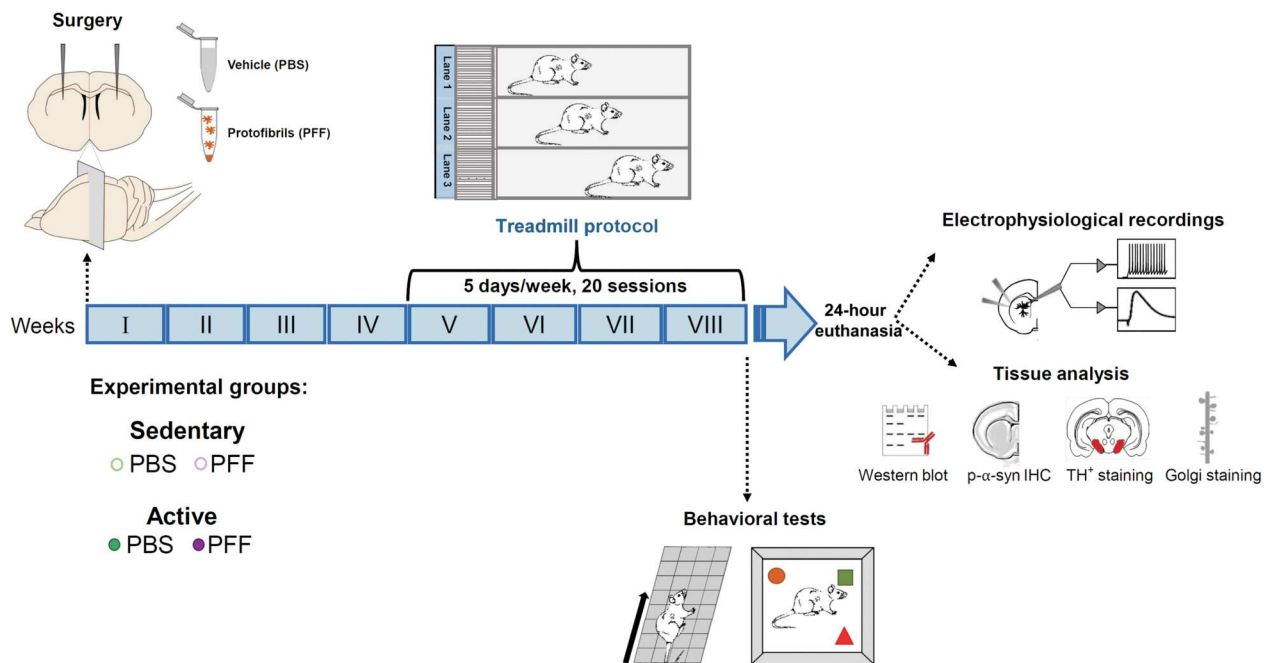 Surgery
Vehicle (PBS)
Protofibrils (PFF)
Lane 1
Lane 2
Lane 3
Treadmill protocol
5 days/week, 20 sessions
Weeks
I
II
III
IV
V
VI
VII
VIII
24-hour
euthanasia
Electrophysiological recordings
Tissue analysis
Western blot
p-α-syn IHC
TH⁺ staining
Golgi staining
Experimental groups:
Sedentary
PBS PFF
Active
PBS PFF
Behavioral tests